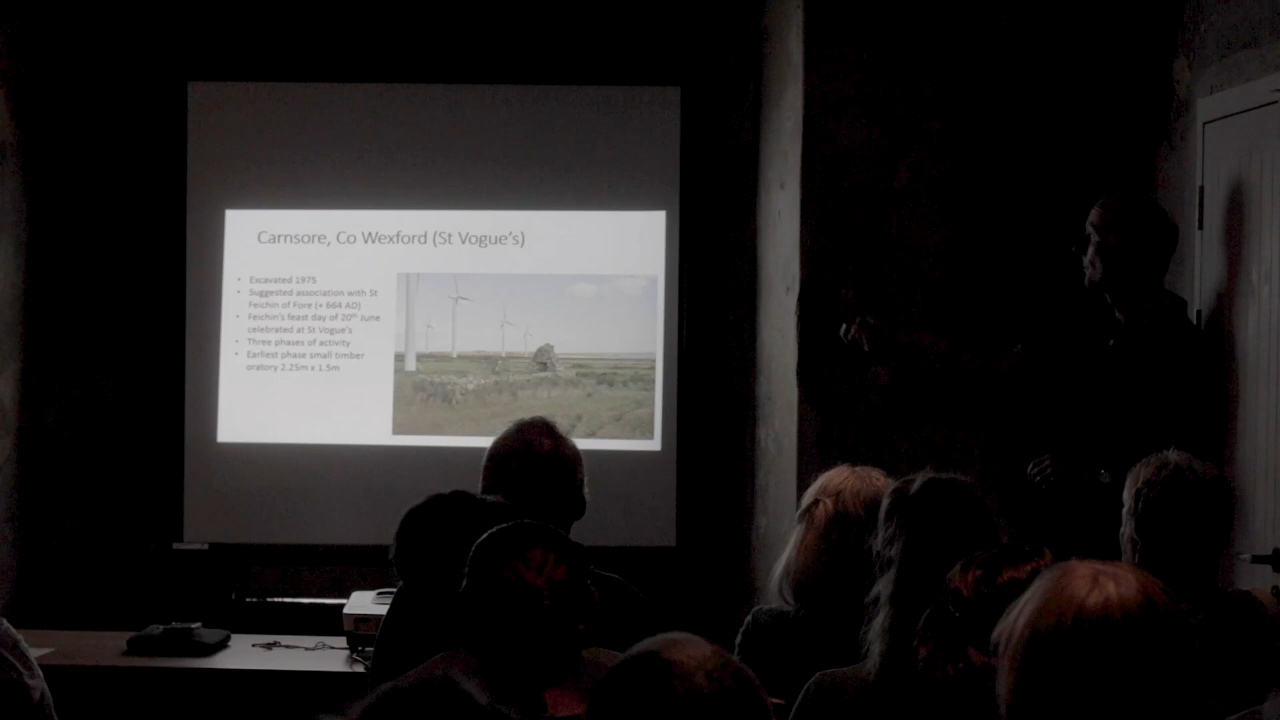 Carnsore, Co Wexford (St Vogue's)
• Excavated 1975
• Suggested association with St
Feichin of Fore (+ 664 AD)
• Feichin's feast day of 20th June
celebrated at St Vogue's
• Three phases of activity
• Earliest phase small timber
oratory 2.25m x 1.5m